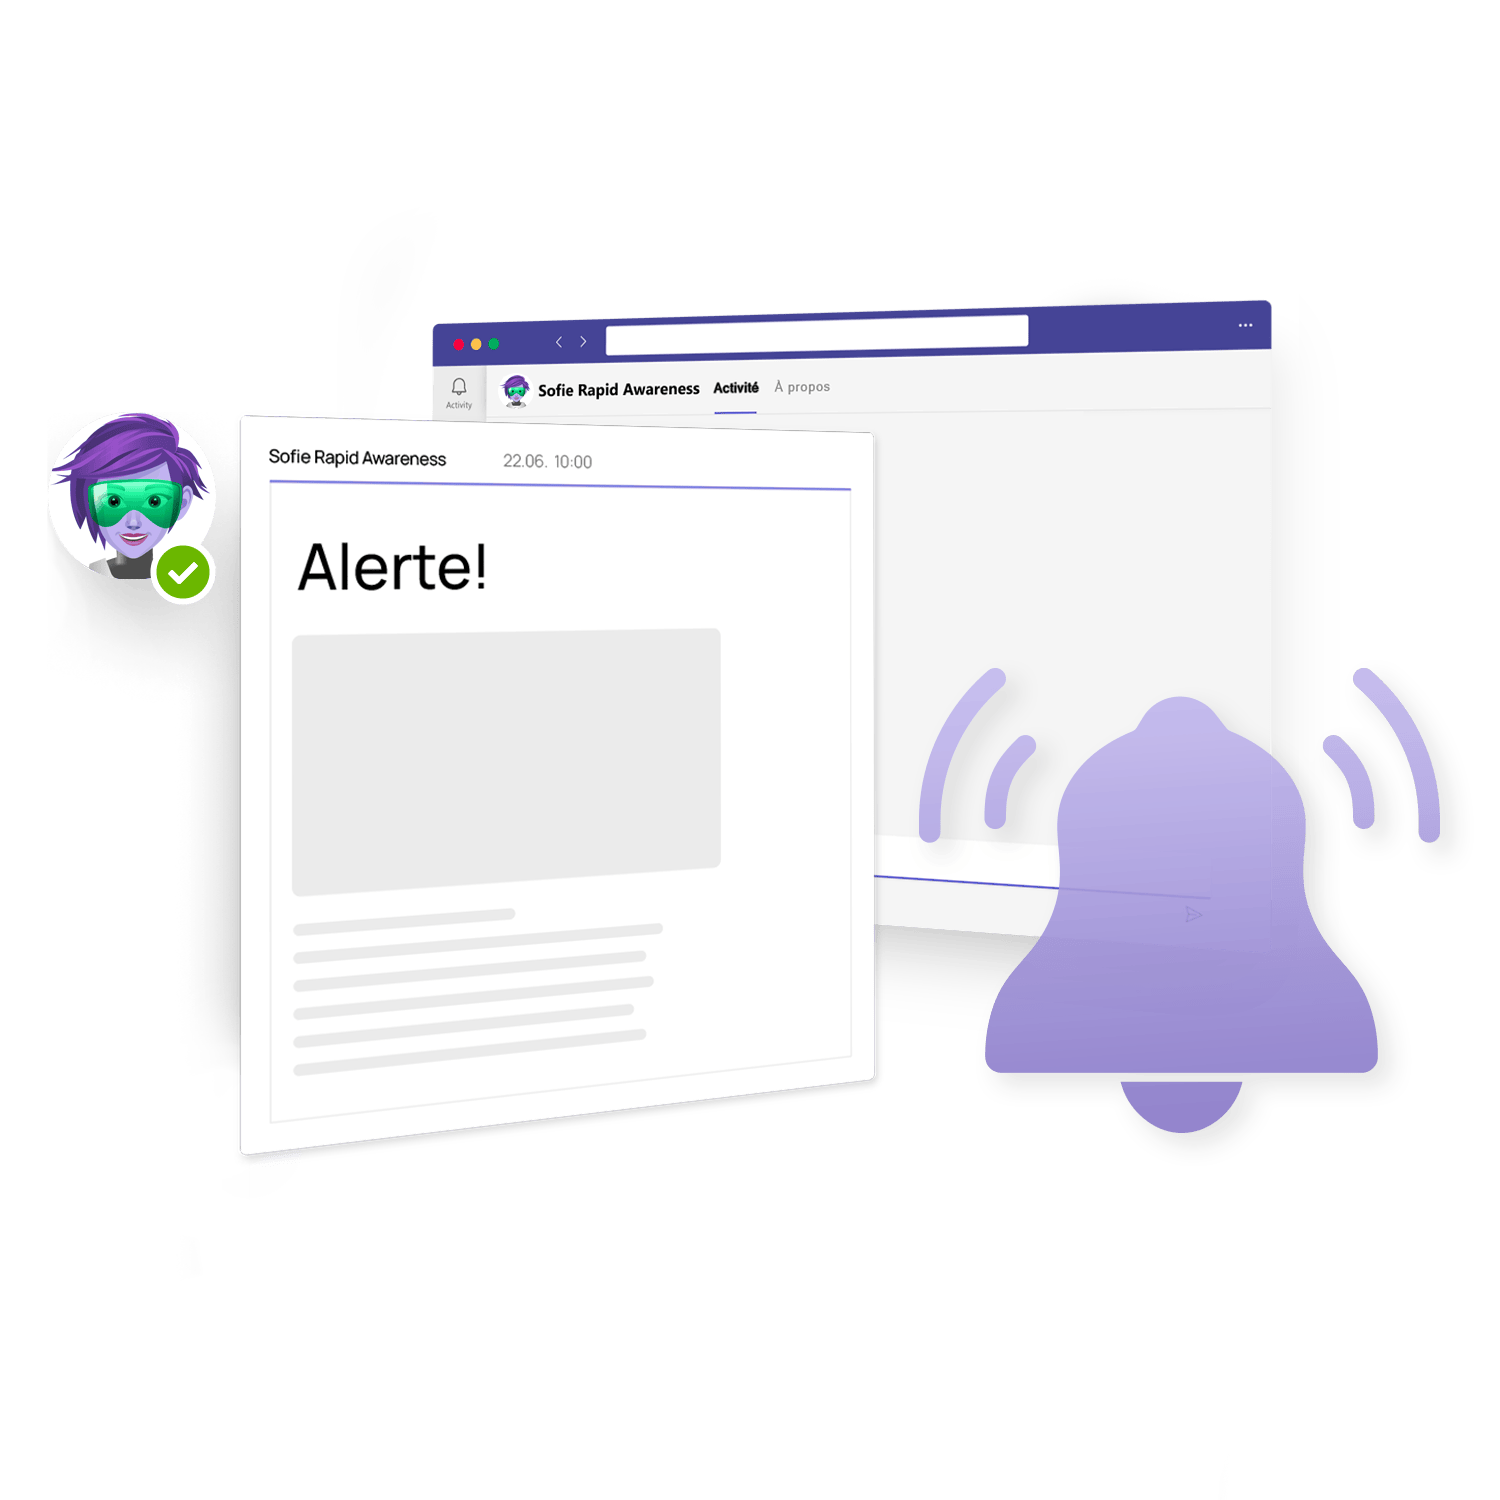 Activity
Sofie Rapid Awareness Activité À propos
Sofie Rapid Awareness 22.06. 10:00
Alerte!